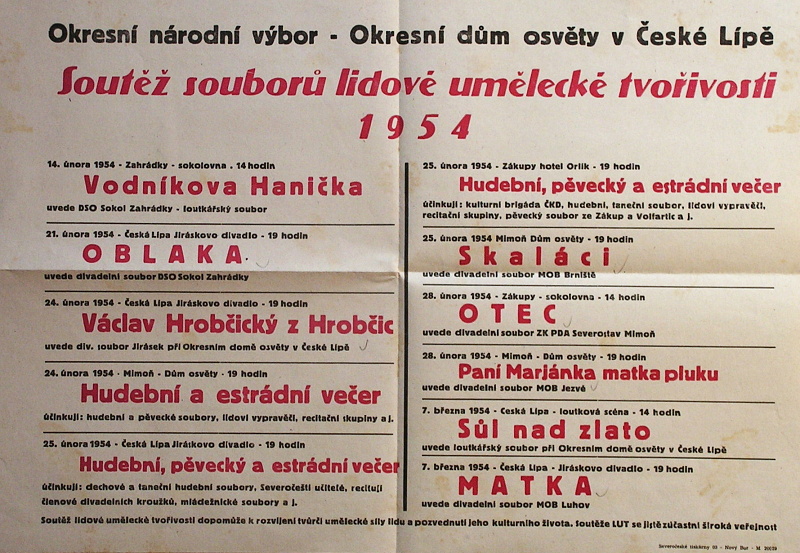 Okresní národní výbor - Okresní dům osvěty v České Lípě
Soutěž souborů lidové umělecké tvořivosti
1954
14. února 1954 - Zahrádky - sokolovna . 14 hodin
Vodníkova Hanička
uvede DSO Sokol Zahrádky - loutkářský soubor
21. února 1954 - Česká Lípa Jiráskovo divadlo - 19 hodin
OBLAKA.
uvede divadelní soubor DSO Sokol Zahrádky
24. února 1954 - Česká Lípa Jiráskovo divadlo - 19 hodin
Václav Hrobčický z Hrobčic
uvede div. soubor Jirásek při Okresním domě osvěty v České Lípě
24. února 1954 - Mimoň - Dům osvěty - 19 hodin
Hudební a estrádní večer
účinkují: hudební a pěvecké soubory, lidoví vypravěči, recitační skupiny a j.
25. února 1954 - Česká Lípa Jiráskovo divadlo - 19 hodin
Hudební, pěvecký a estrádní večer
účinkují: dechové a taneční hudební soubory, Severočeští učitelé, recitují
členové divadelních kroužků, mládežnické soubory a j.
25. února 1954 - Zákupy hotel Orlík - 19 hodin
Hudební, pěvecký a estrádní večer
účinkují: kulturní brigáda ČKD, hudební, taneční soubor, lidoví vypravěči,
recitační skupiny, pěvecký soubor ze Zákup a Volfartic a j.
25. února 1954 Mimoň Dům osvěty - 19 hodin
Skaláci
uvede divadelní soubor MOB Brniště
28. února 1954 - Zákupy - sokolovna - 14 hodin
OTEC
uvede divadelní soubor ZK PDA Severoslav Mimoň
28. února 1954 - Mimoň - Dům osvěty - 19 hodin
Paní Marjánka matka pluku
uvede divadelní soubor MOB Jezvé
7. března 1954 - Česká Lípa - loutková scéna - 14 hodin
Sůl nad zlato
uvede loutkářský soubor při Okresním domě osvěty v České Lípě
7. března 1954 - Česká Lípa - Jiráskovo divadlo - 19 hodin
MATKA
uvede divadelní soubor MOB Luhov
Soutěž lidové umělecké tvořivosti dopomůže k rozvíjení tvůrčí umělecké síly lidu a pozvednutí jeho kulturního života. soutěže LUT se jistě zúčastní široká veřejnost
Severočeské tiskárny 03 - Nový Bor - M 20039